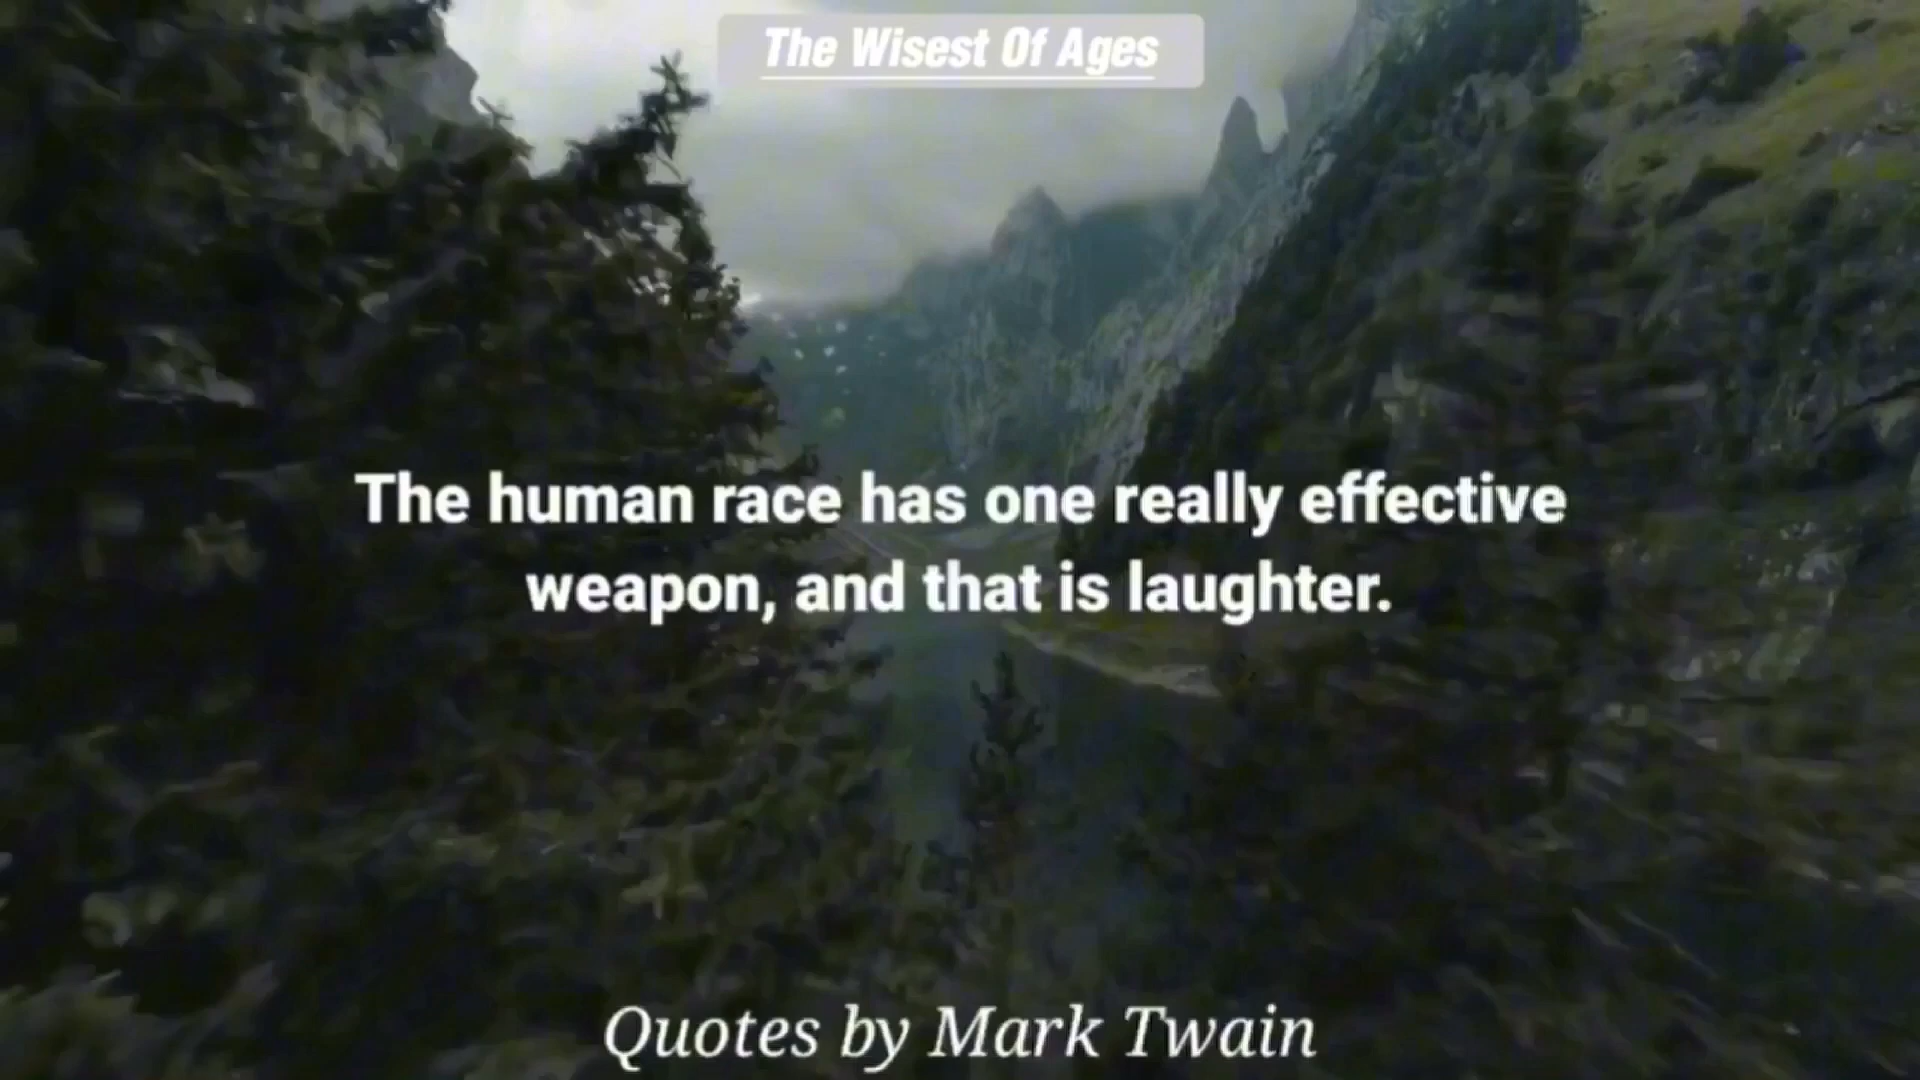 The Wisest Of Ages
The human race has one really effective
weapon, and that is laughter.
Quotes by Mark Twain